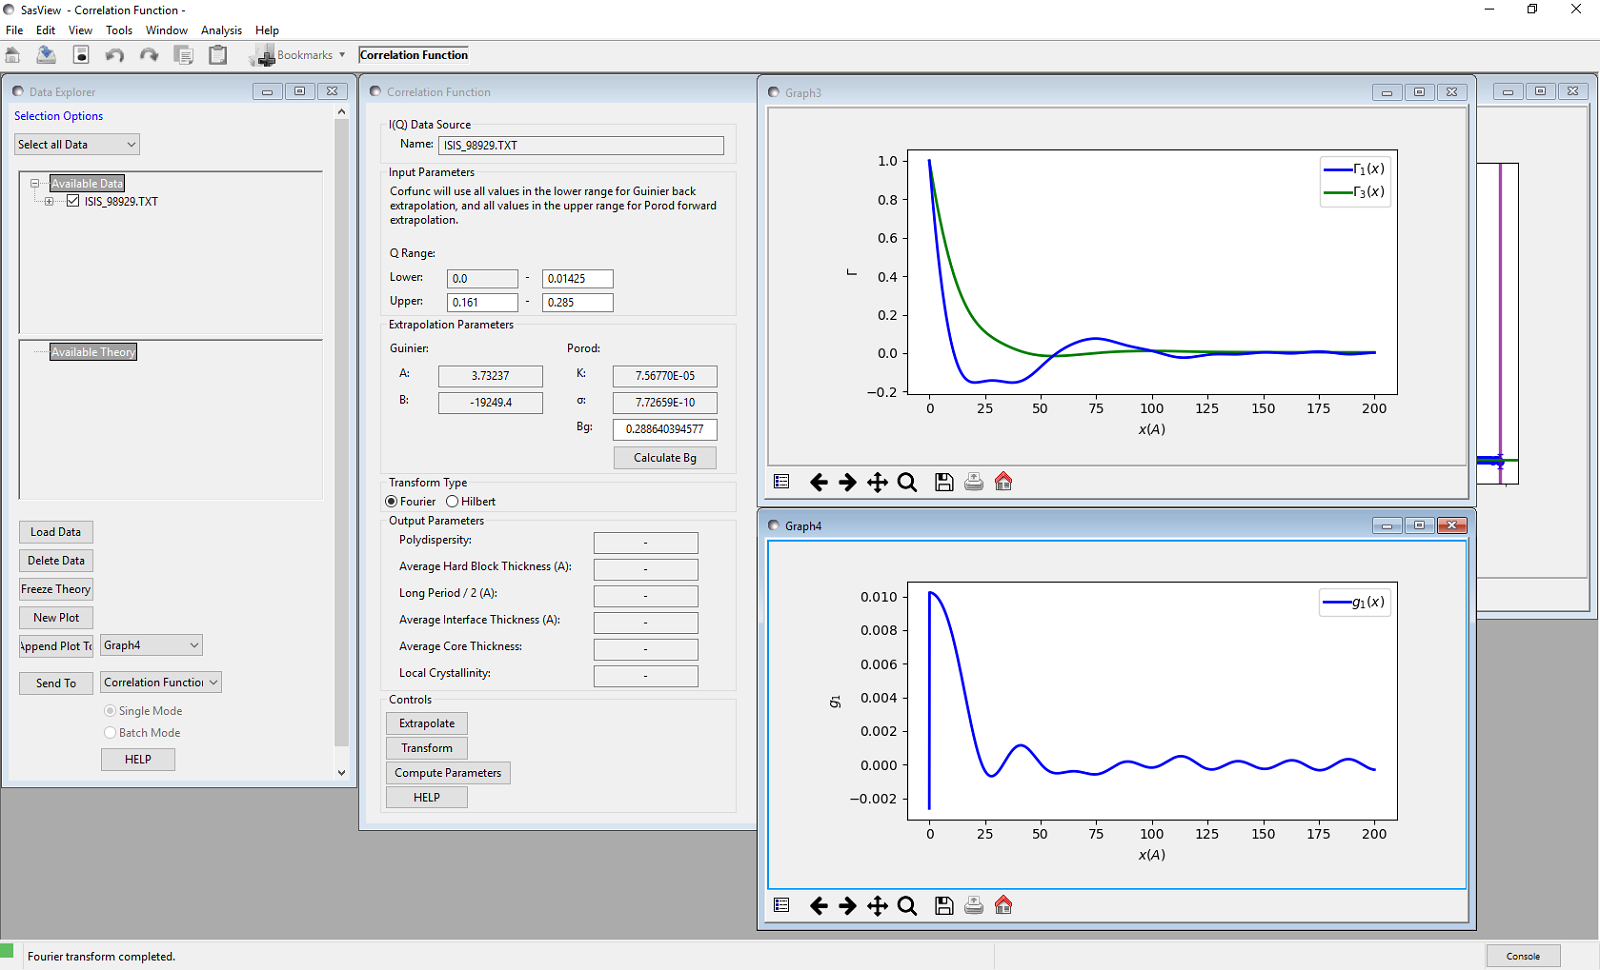 SasView - Correlation Function -
File Edit View Tools Window Analysis Help
Bookmarks Correlation Function
Data Explorer
Selection Options
Select all Data
Available Data
ISIS_98929.TXT
Available Theory
Load Data
Delete Data
Freeze Theory
New Plot
Append Plot To Graph4
Send To Correlation Function
Single Mode
Batch Mode
HELP
Correlation Function
I(Q) Data Source
Name: ISIS_98929.TXT
Input Parameters
Corfunc will use all values in the lower range for Guinier back
extrapolation, and all values in the upper range for Porod forward
extrapolation.
Q Range:
Lower: 0.0 - 0.01425
Upper: 0.161 - 0.285
Extrapolation Parameters
Guinier: Porod:
A: 3.73237 K: 7.56770E-05
B: -19249.4 σ: 7.72659E-10
Bg: 0.288640394577
Calculate Bg
Transform Type
Fourier Hilbert
Output Parameters
Polydispersity: -
Average Hard Block Thickness (A): -
Long Period / 2 (A): -
Average Interface Thickness (A): -
Average Core Thickness: -
Local Crystallinity: -
Controls
Extrapolate
Transform
Compute Parameters
HELP
Graph3
Γ
1.0
0.8
0.6
0.4
0.2
0.0
−0.2
0 25 50 75 100 125 150 175 200
x(A)
Γ1(x)
Γ3(x)
Graph4
g1
0.010
0.008
0.006
0.004
0.002
0.000
−0.002
0 25 50 75 100 125 150 175 200
x(A)
g1(x)
Fourier transform completed.
Console